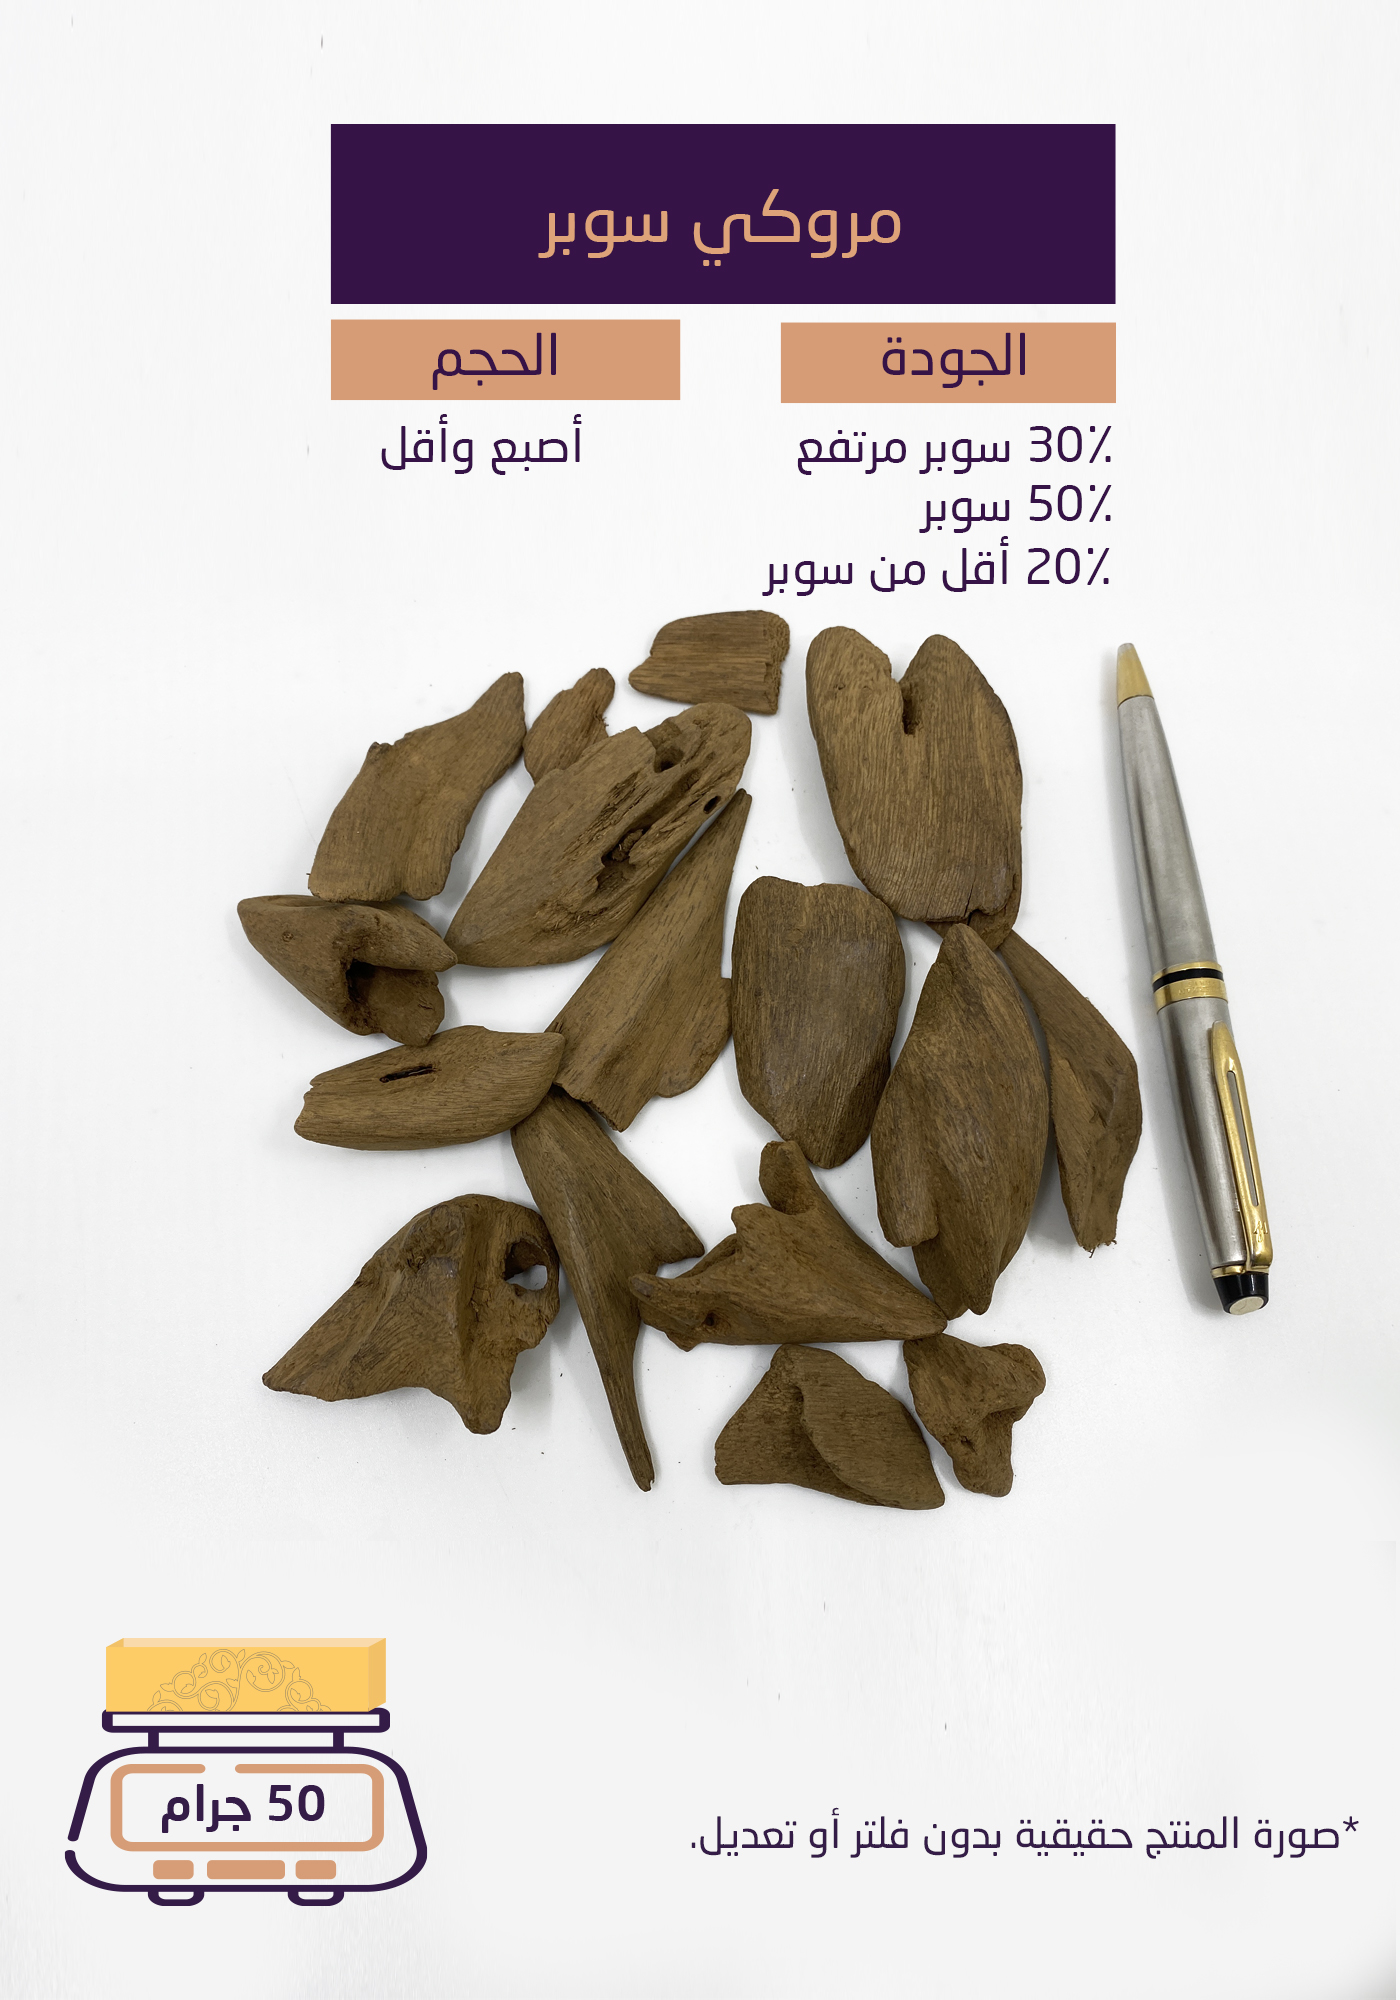 مروكي سوبر
الجودة
30٪ سوبر مرتفع
50٪ سوبر
20٪ أقل من سوبر
الحجم
أصبع وأقل
50 جرام
*صورة المنتج حقيقية بدون فلتر أو تعديل.